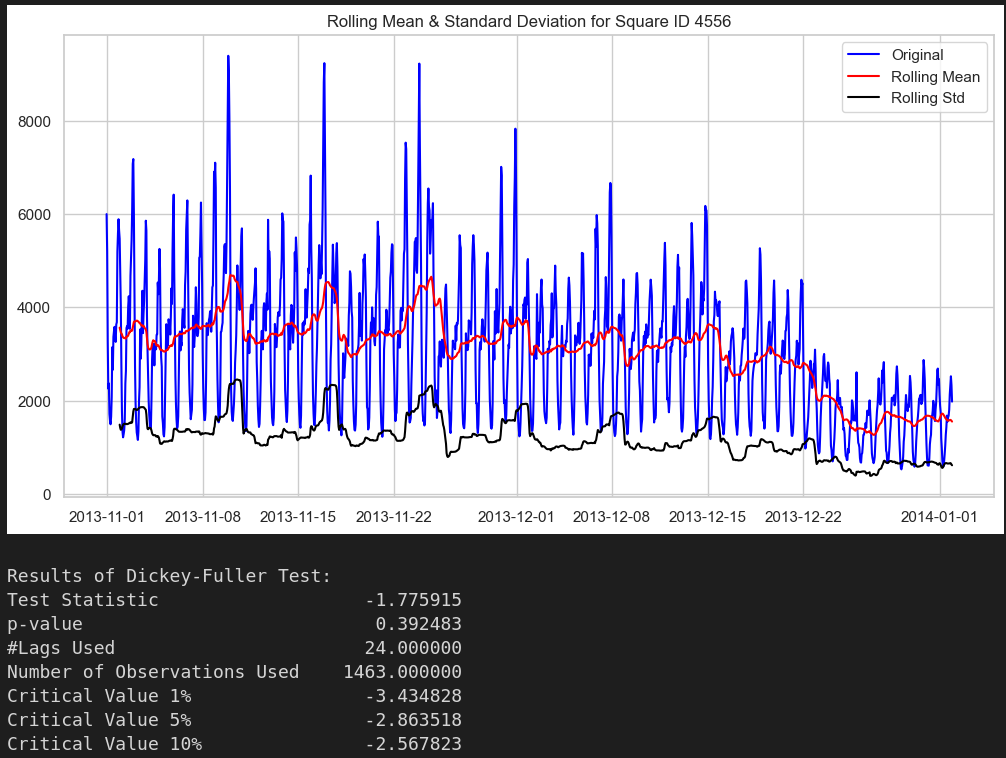 Rolling Mean & Standard Deviation for Square ID 4556
Original
Rolling Mean
Rolling Std
8000
6000
4000
2000
0
2013-11-01 2013-11-08 2013-11-15 2013-11-22 2013-12-01 2013-12-08 2013-12-15 2013-12-22 2014-01-01
Results of Dickey-Fuller Test:
Test Statistic -1.775915
p-value 0.392483
#Lags Used 24.000000
Number of Observations Used 1463.000000
Critical Value 1% -3.434828
Critical Value 5% -2.863518
Critical Value 10% -2.567823